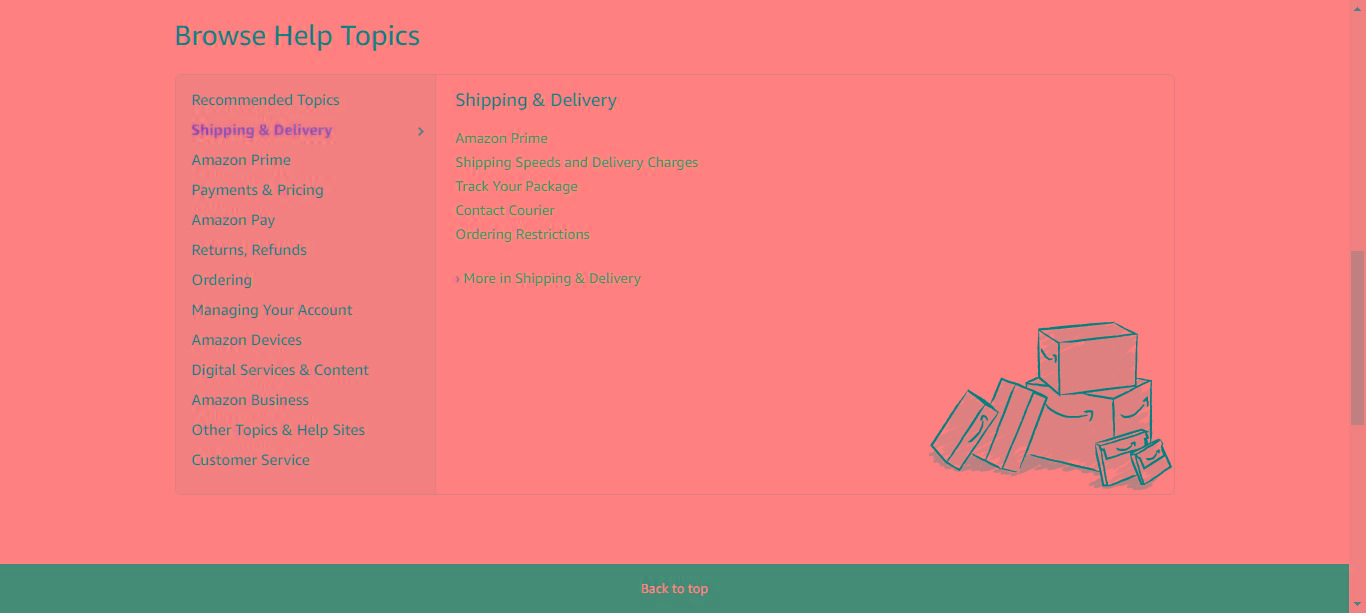 Browse Help Topics
Recommended Topics
Shipping & Delivery
Amazon Prime
Payments & Pricing
Amazon Pay
Returns, Refunds
Ordering
Managing Your Account
Amazon Devices
Digital Services & Content
Amazon Business
Other Topics & Help Sites
Customer Service
Shipping & Delivery
Amazon Prime
Shipping Speeds and Delivery Charges
Track Your Package
Contact Courier
Ordering Restrictions
› More in Shipping & Delivery
Back to top